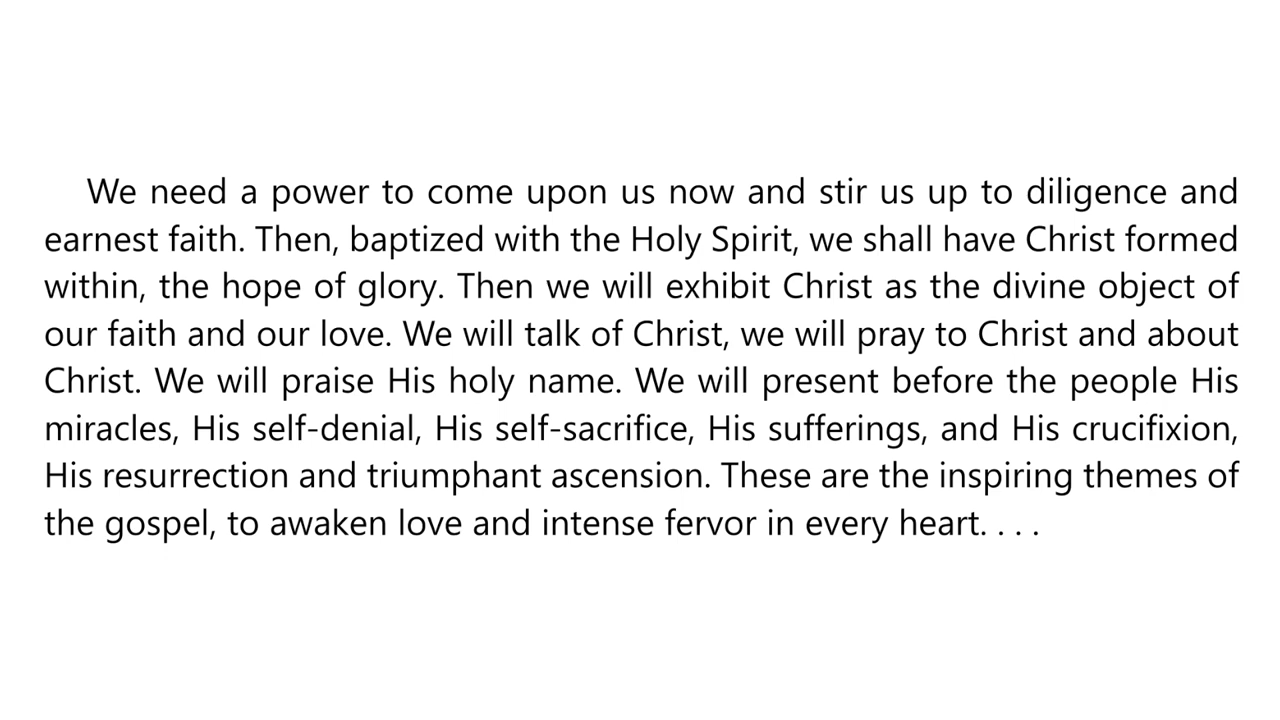 We need a power to come upon us now and stir us up to diligence and
earnest faith. Then, baptized with the Holy Spirit, we shall have Christ formed
within, the hope of glory. Then we will exhibit Christ as the divine object of
our faith and our love. We will talk of Christ, we will pray to Christ and about
Christ. We will praise His holy name. We will present before the people His
miracles, His self-denial, His self-sacrifice, His sufferings, and His crucifixion,
His resurrection and triumphant ascension. These are the inspiring themes of
the gospel, to awaken love and intense fervor in every heart. . . .